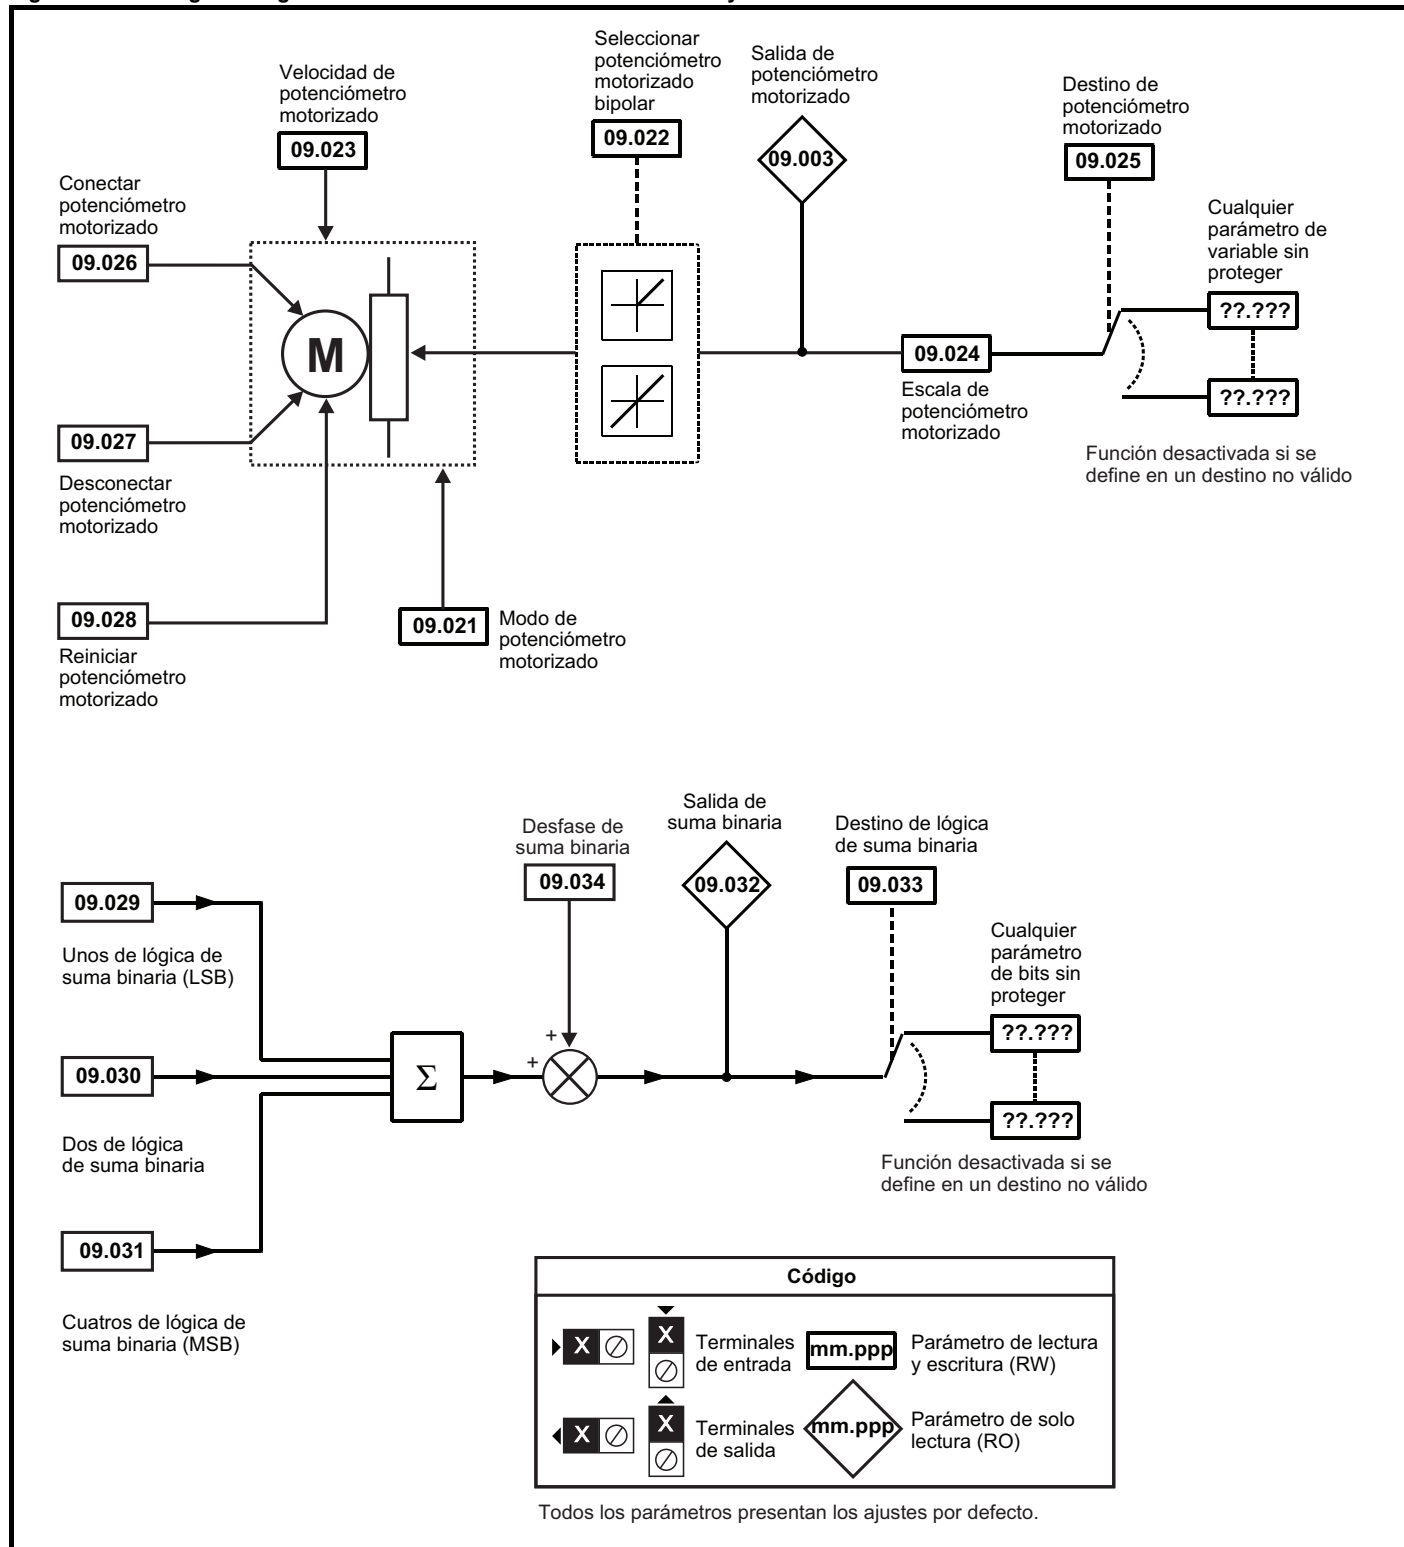 Velocidad de
potenciómetro
motorizado
09.023
Seleccionar
potenciómetro
motorizado
bipolar
09.022
Salida de
potenciómetro
motorizado
09.003
Destino de
potenciómetro
motorizado
09.025
Conectar
potenciómetro
motorizado
09.026
Cualquier
parámetro de
variable sin
proteger
??.???
??.???
M
09.024
Escala de
potenciómetro
motorizado
09.027
Desconectar
potenciómetro
motorizado
Función desactivada si se
define en un destino no válido
09.028
Reiniciar
potenciómetro
motorizado
09.021
Modo de
potenciómetro
motorizado
Desfase de
suma binaria
09.034
Salida de
suma binaria
09.032
Destino de lógica
de suma binaria
09.033
09.029
Unos de lógica de
suma binaria (LSB)
Cualquier
parámetro
de bits sin
proteger
??.???
??.???
09.030
Σ
+
+
Dos de lógica
de suma binaria
Función desactivada si se
define en un destino no válido
09.031
Cuatros de lógica de
suma binaria (MSB)
Código
X
X
Terminales
de entrada
mm.ppp
Parámetro de lectura
y escritura (RW)
X
X
Terminales
de salida
mm.ppp
Parámetro de solo
lectura (RO)
Todos los parámetros presentan los ajustes por defecto.